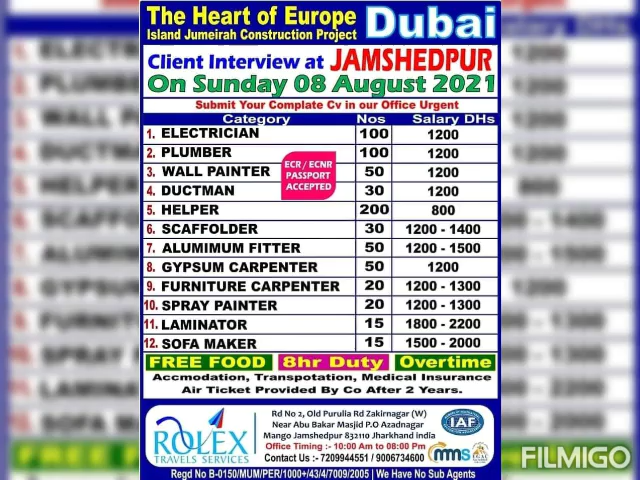 The Heart of Europe Dubai
Island Jumeirah Construction Project
Client Interview at JAMSHEDPUR
On Sunday 08 August 2021
Submit Your Complate Cv in our Office Urgent
Category Nos Salary DHs
1. ELECTRICIAN 100 1200
2. PLUMBER 100 1200
3. WALL PAINTER 50 1200
4. DUCTMAN 30 1200
ECR / ECNR
PASSPORT
ACCEPTED
5. HELPER 200 800
6. SCAFFOLDER 30 1200 - 1400
7. ALUMIMUM FITTER 50 1200 - 1500
8. GYPSUM CARPENTER 50 1200
9. FURNITURE CARPENTER 20 1200 - 1300
10. SPRAY PAINTER 20 1200 - 1300
11. LAMINATOR 15 1800 - 2200
12. SOFA MAKER 15 1500 - 2000
FREE FOOD 8hr Duty Overtime
Accmodation, Transpotation, Medical Insurance
Air Ticket Provided By Co After 2 Years.
ROLEX
TRAVELS SERVICES
Rd No 2, Old Purulia Rd Zakirnagar (W)
Near Abu Bakar Masjid P.O Azadnagar
Mango Jamshedpur 832110 Jharkhand india
Office Timing :- 10:00 Am to 08:00 Pm
Contact Us :- 7209944551 / 9006734600
IAF
mms
UAC
Regd No B-0150/MUM/PER/1000+/43/4/7009/2005 | We Have No Sub Agents
FILMIGO